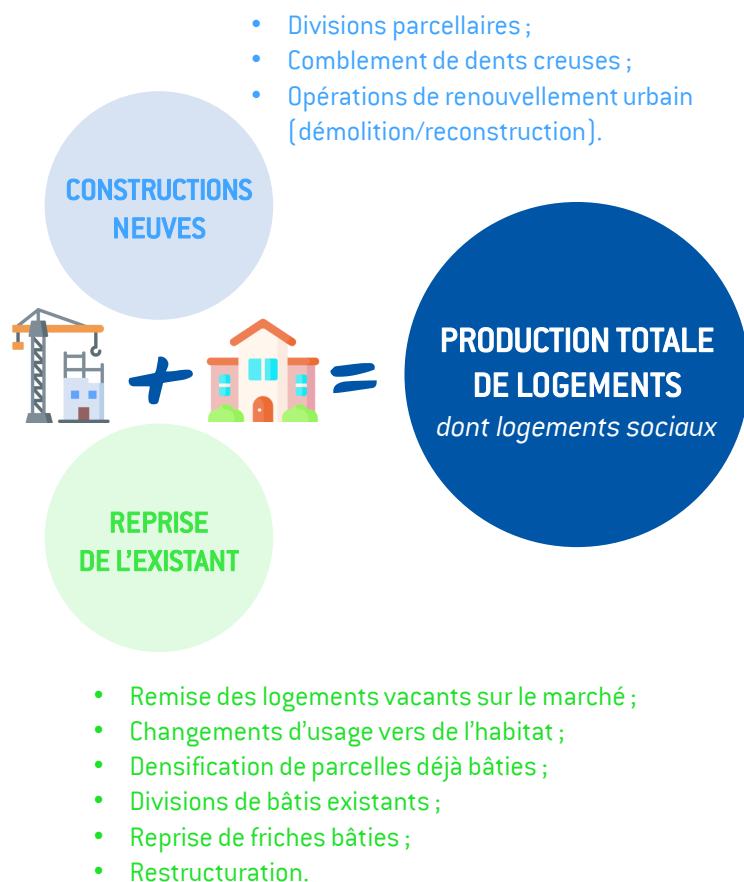 • Divisions parcellaires ;
• Comblement de dents creuses ;
• Opérations de renouvellement urbain
(démolition/reconstruction).
CONSTRUCTIONS
NEUVES
+
=
PRODUCTION TOTALE
DE LOGEMENTS
dont logements sociaux
REPRISE
DE L’EXISTANT
• Remise des logements vacants sur le marché ;
• Changements d’usage vers de l’habitat ;
• Densification de parcelles déjà bâties ;
• Divisions de bâtis existants ;
• Reprise de friches bâties ;
• Restructuration.